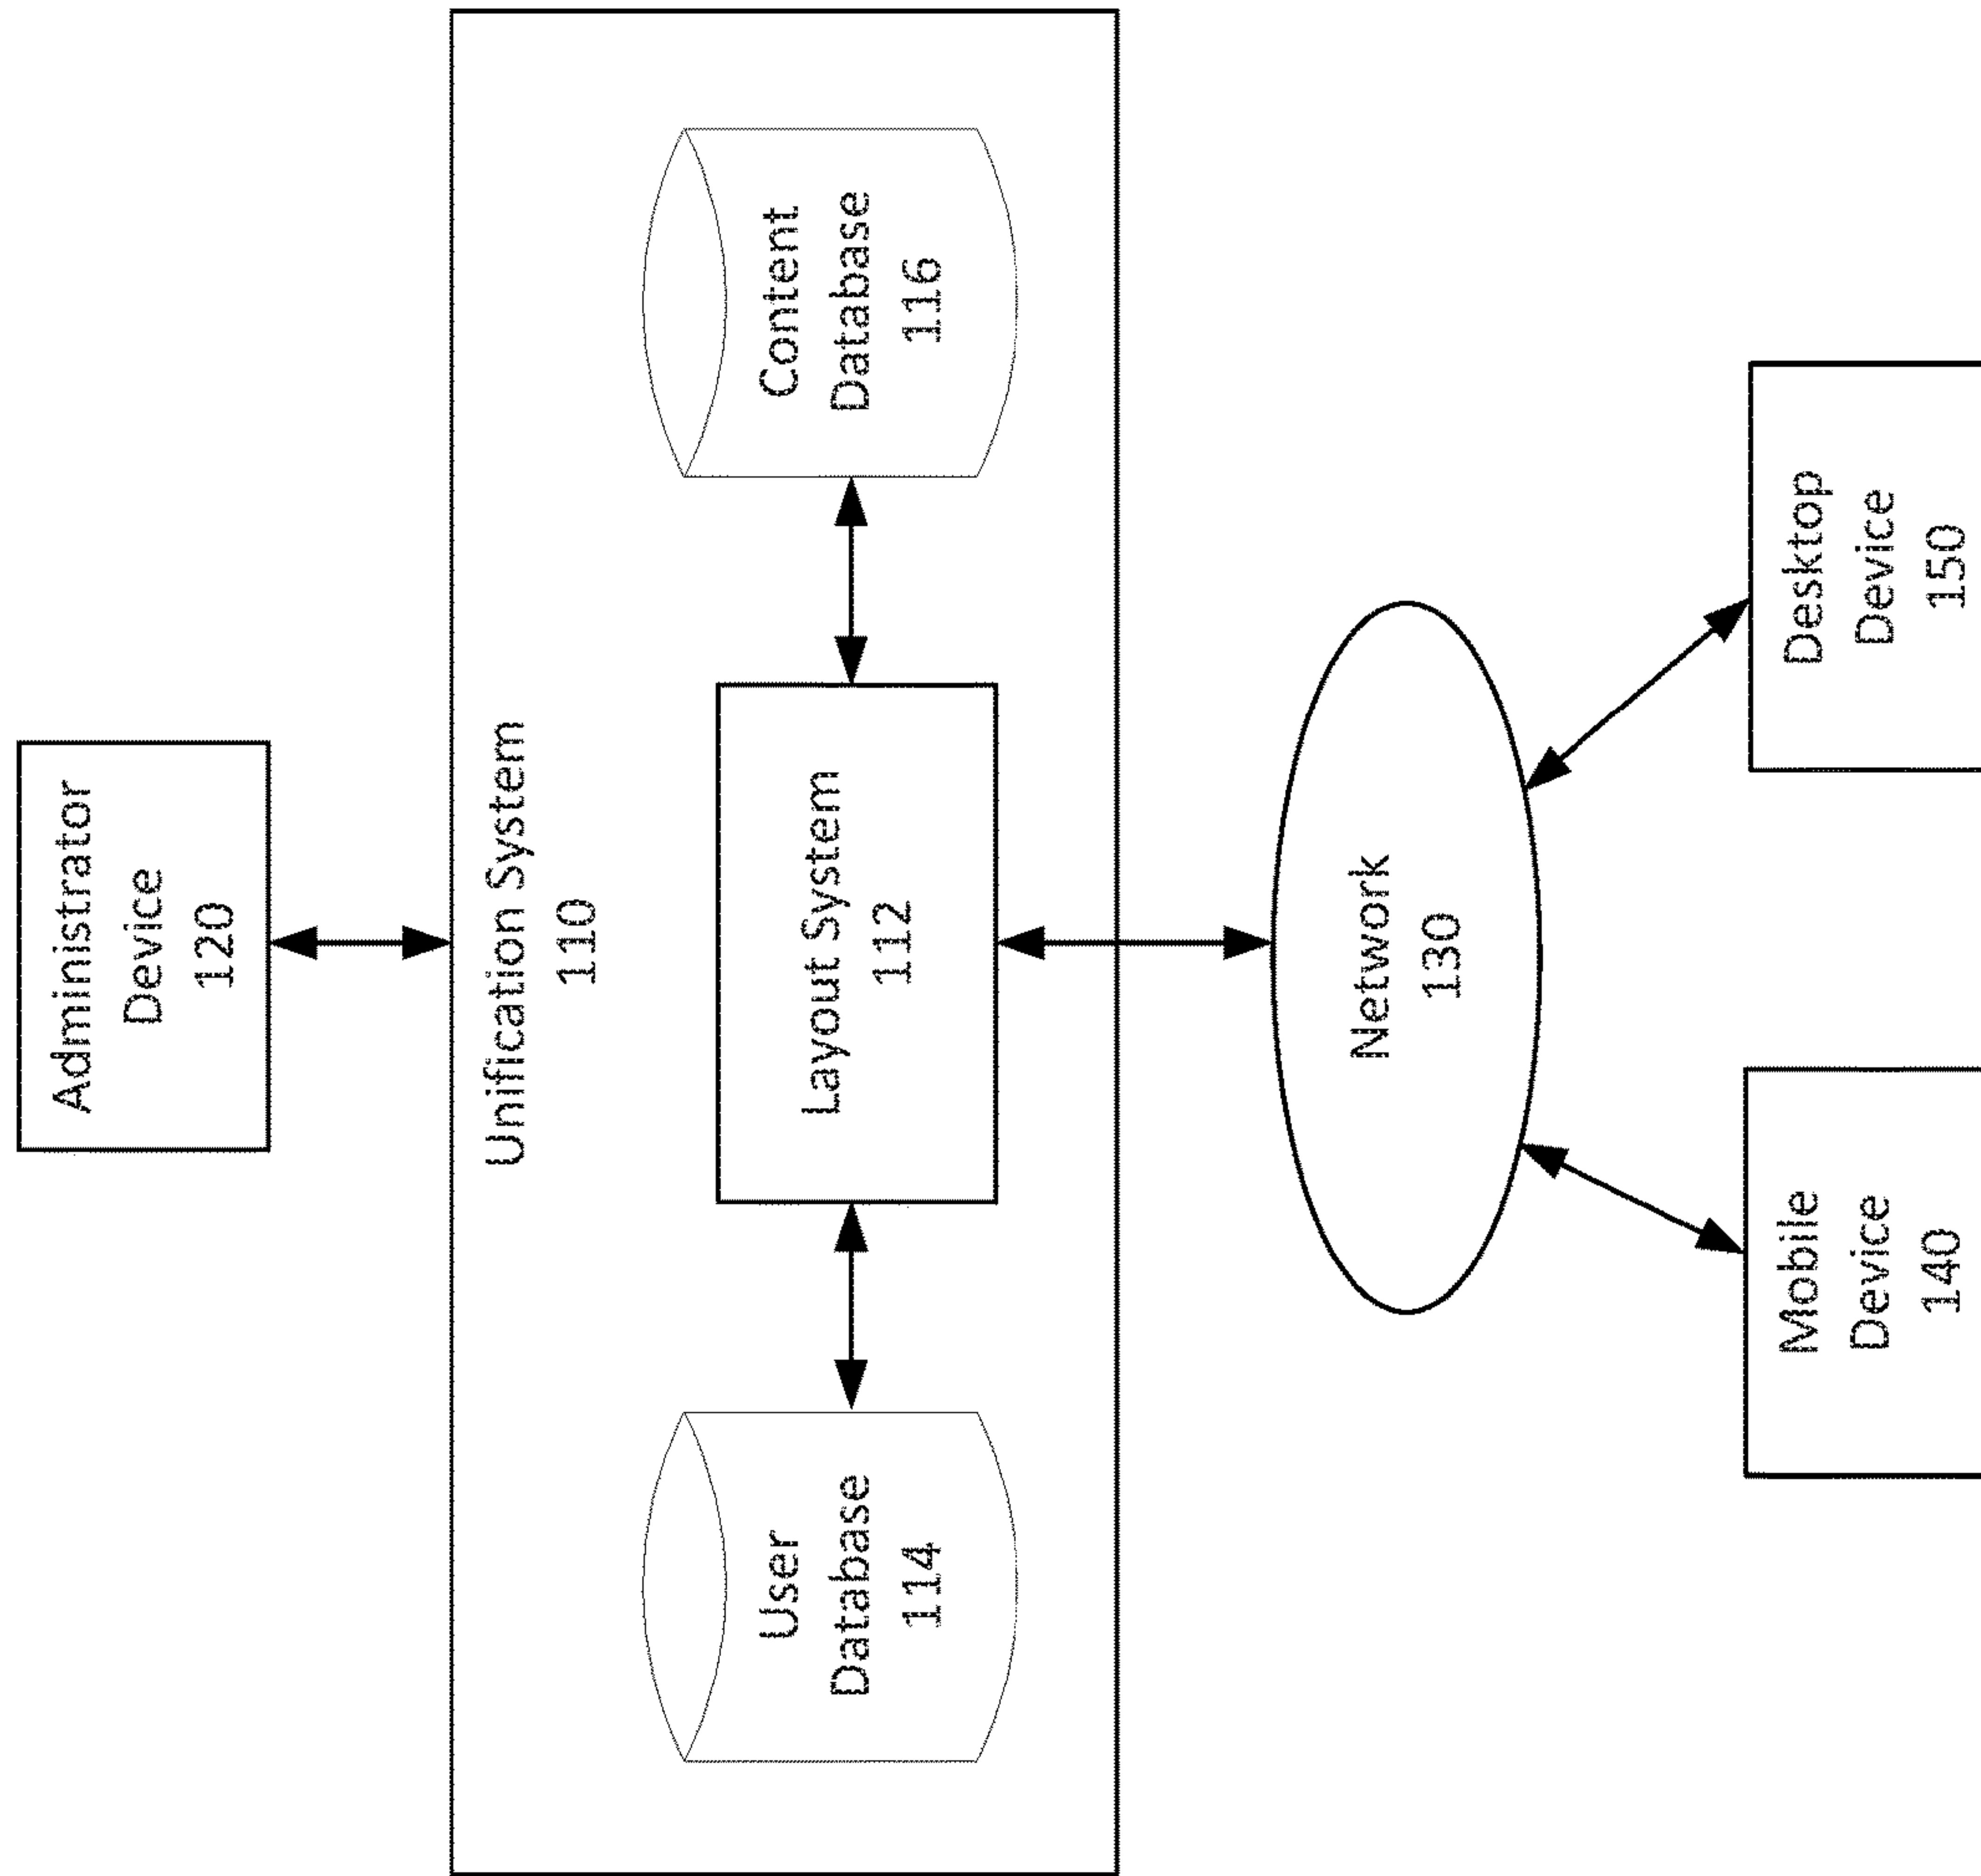 Administrator
Device
120
Unification System
110
User
Database
114
Layout System
112
Content
Database
116
Network
130
Mobile
Device
140
Desktop
Device
150